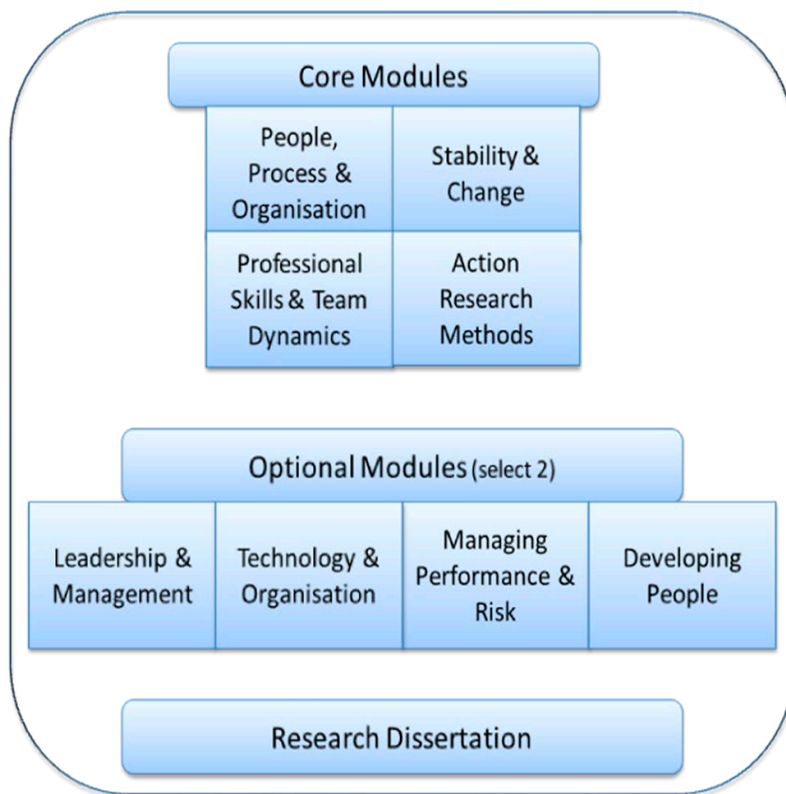 Core Modules
People,
Process &
Organisation
Stability &
Change
Professional
Skills & Team
Dynamics
Action
Research
Methods
Optional Modules (select 2)
Leadership &
Management
Technology &
Organisation
Managing
Performance &
Risk
Developing
People
Research Dissertation